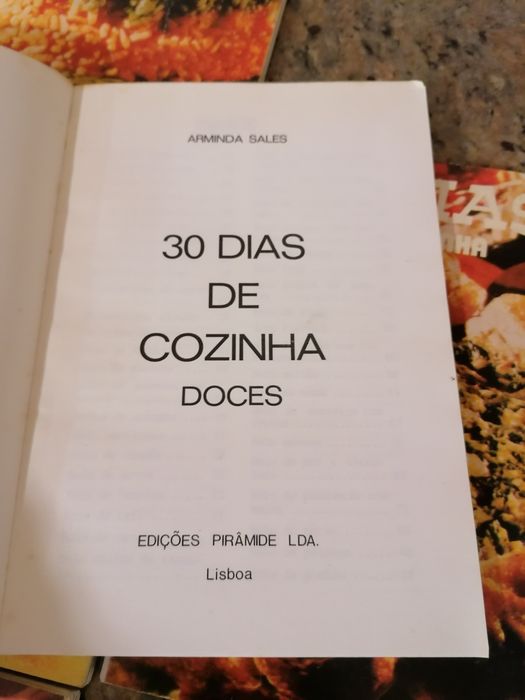 ARMINDA SALES
30 DIAS
DE
COZINHA
DOCES
EDIÇÕES PIRÂMIDE LDA.
Lisboa